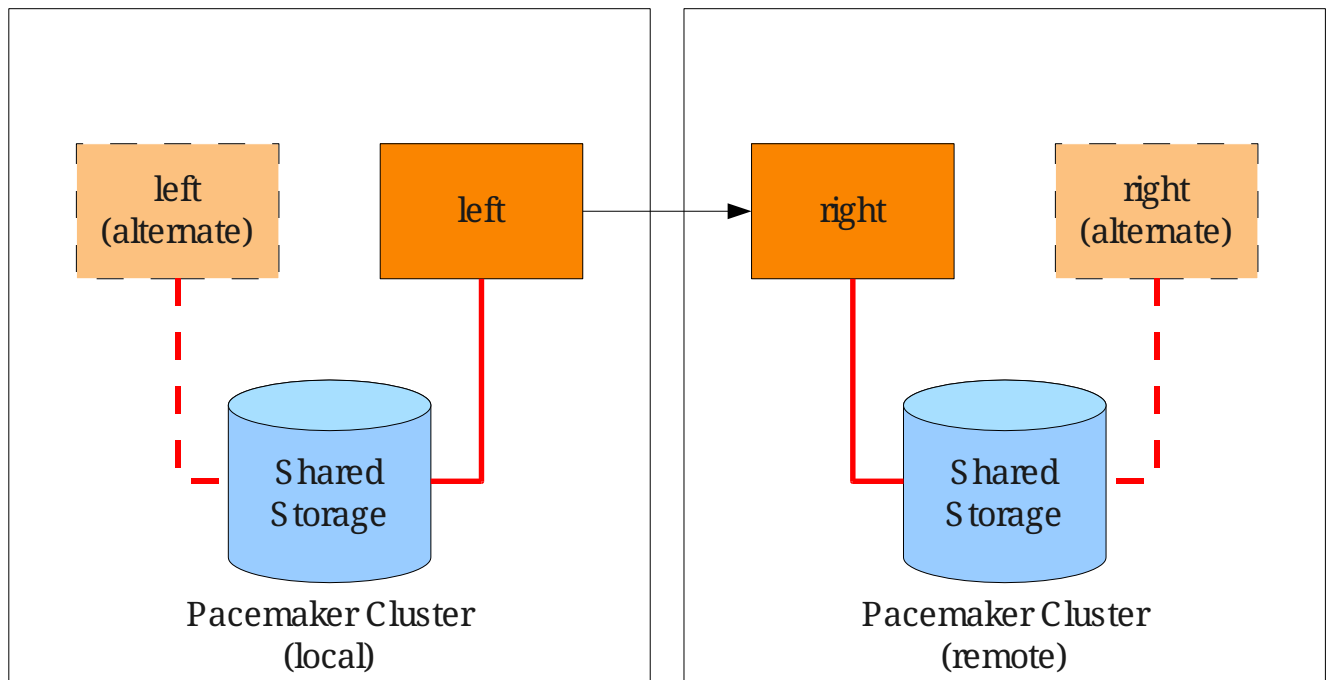 left
(alternate)
left
right
right
(alternate)
Shared
Storage
Shared
Storage
Pacemaker Cluster
(local)
Pacemaker Cluster
(remote)